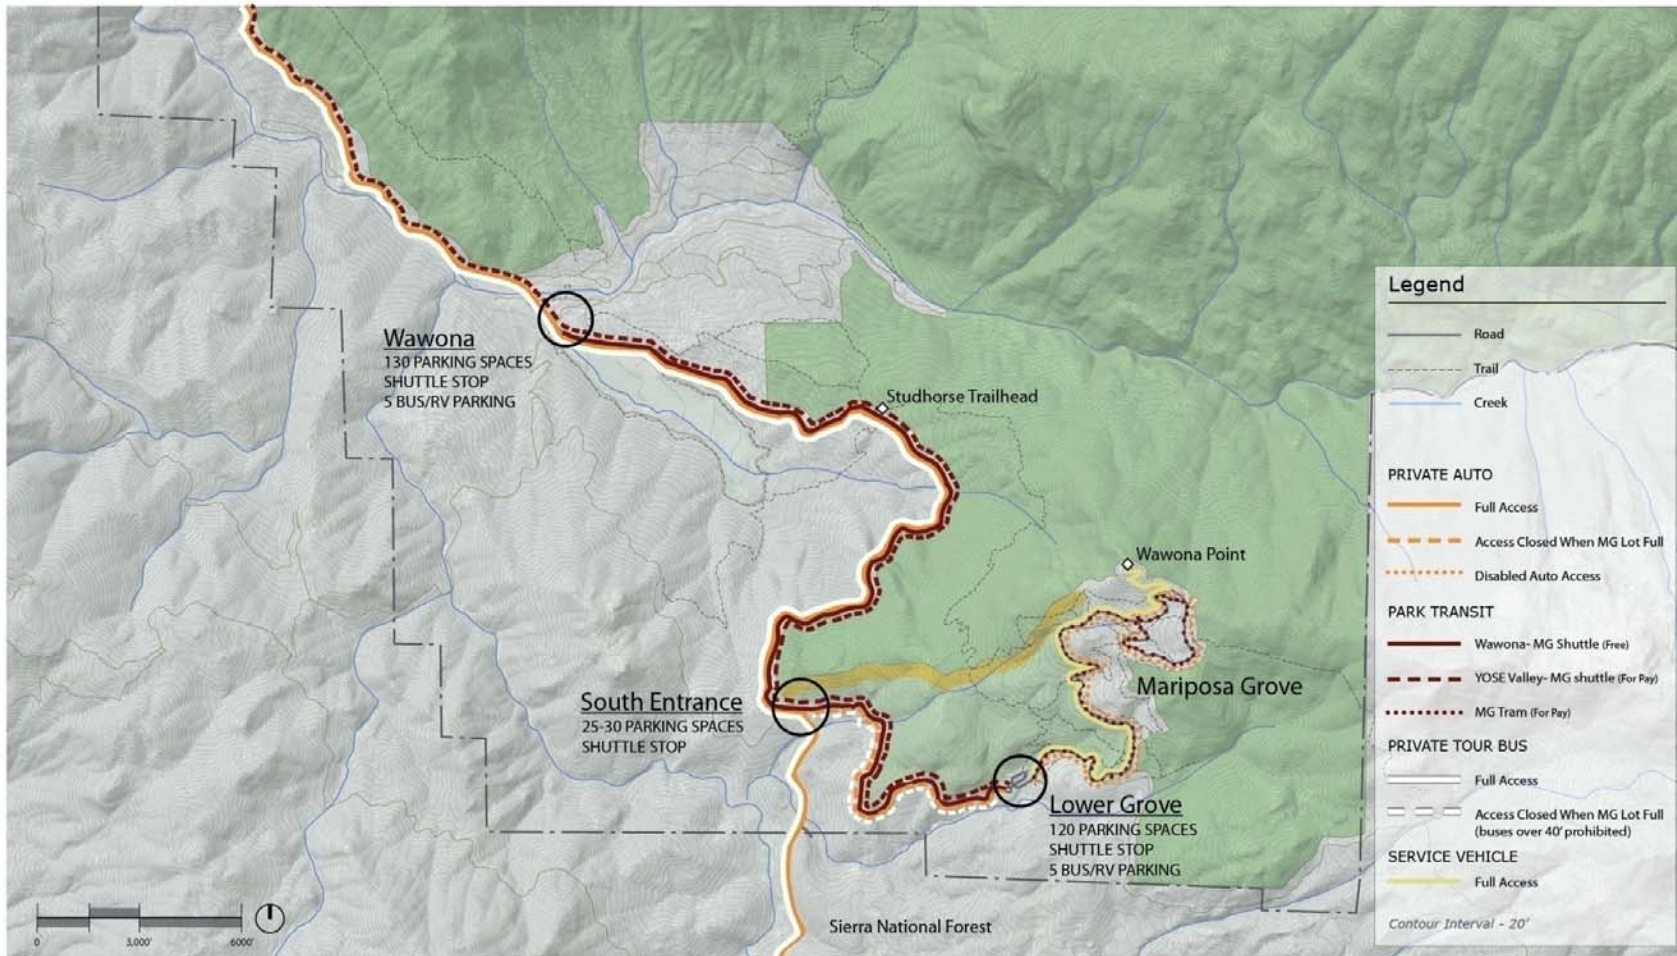 Wawona
130 PARKING SPACES
SHUTTLE STOP
5 BUS/RV PARKING
Studhorse Trailhead
Wawona Point
Mariposa Grove
South Entrance
25-30 PARKING SPACES
SHUTTLE STOP
Lower Grove
120 PARKING SPACES
SHUTTLE STOP
5 BUS/RV PARKING
Sierra National Forest
0 3,000' 6000'
Legend
Road
Trail
Creek
PRIVATE AUTO
Full Access
Access Closed When MG Lot Full
Disabled Auto Access
PARK TRANSIT
Wawona- MG Shuttle (Free)
YOSE Valley- MG shuttle (For Pay)
MG Tram (For Pay)
PRIVATE TOUR BUS
Full Access
Access Closed When MG Lot Full
(buses over 40' prohibited)
SERVICE VEHICLE
Full Access
Contour Interval - 20'